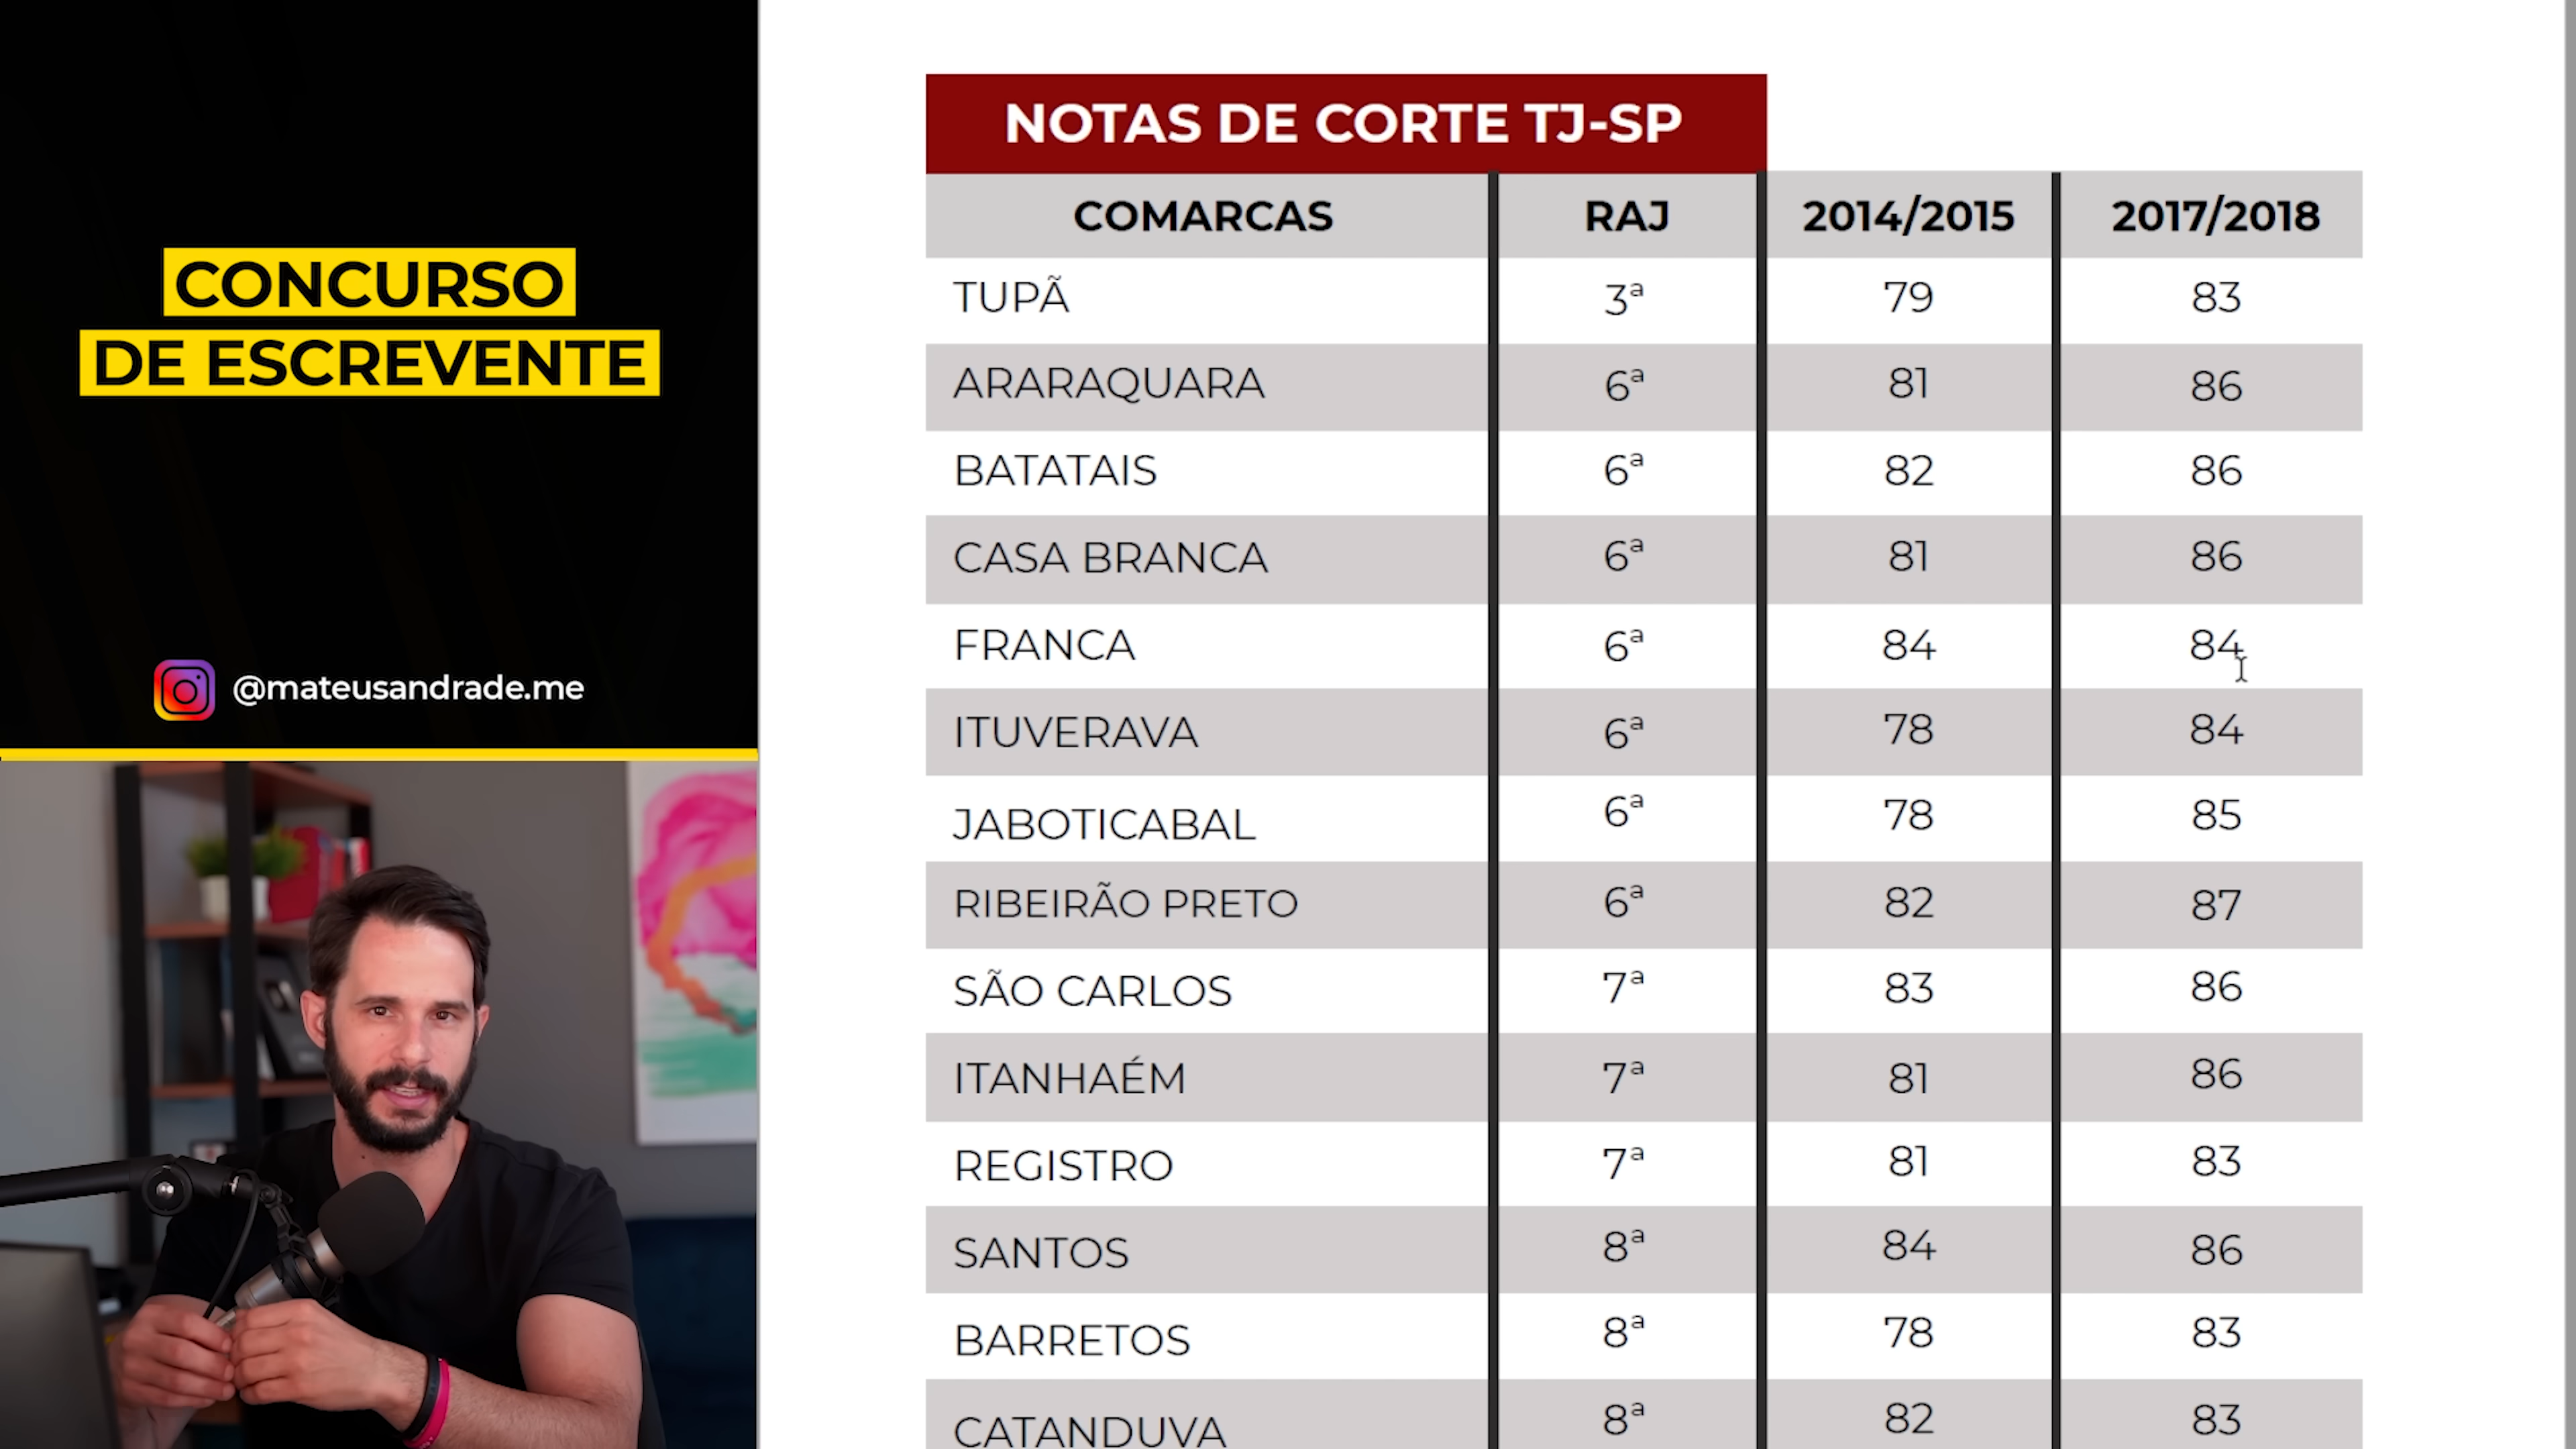 CONCURSO
DE ESCREVENTE
@mateusandrade.me
NOTAS DE CORTE TJ-SP
COMARCAS RAJ 2014/2015 2017/2018
TUPÃ 3ª 79 83
ARARAQUARA 6ª 81 86
BATATAIS 6ª 82 86
CASA BRANCA 6ª 81 86
FRANCA 6ª 84 84
ITUVERAVA 6ª 78 84
JABOTICABAL 6ª 78 85
RIBEIRÃO PRETO 6ª 82 87
SÃO CARLOS 7ª 83 86
ITANHAÉM 7ª 81 86
REGISTRO 7ª 81 83
SANTOS 8ª 84 86
BARRETOS 8ª 78 83
CATANDUVA 8ª 82 83